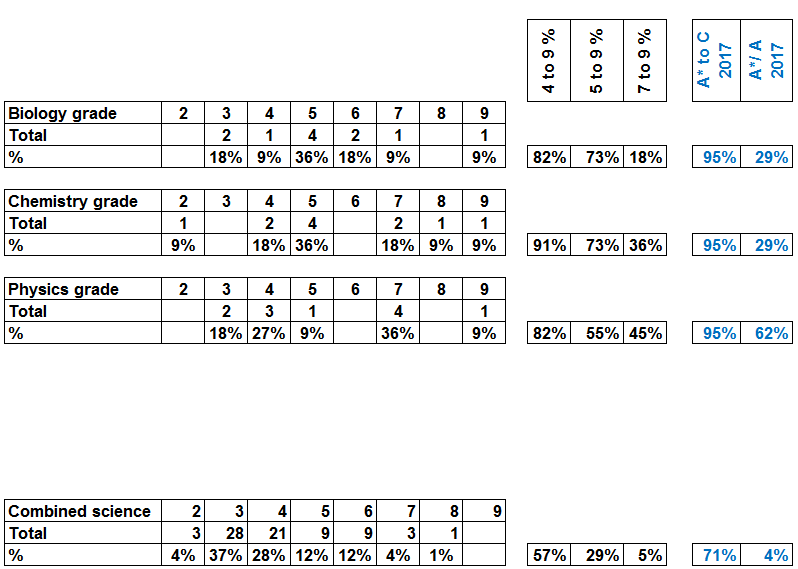 4 to 9 % 5 to 9 % 7 to 9 % A* to C 2017 A*/ A 2017
Biology grade 2 3 4 5 6 7 8 9
Total 2 1 4 2 1 1
% 18% 9% 36% 18% 9% 9% 82% 73% 18% 95% 29%
Chemistry grade 2 3 4 5 6 7 8 9
Total 1 2 4 2 1 1
% 9% 18% 36% 18% 9% 9% 91% 73% 36% 95% 29%
Physics grade 2 3 4 5 6 7 8 9
Total 2 3 1 4 1
% 18% 27% 9% 36% 9% 82% 55% 45% 95% 62%
Combined science 2 3 4 5 6 7 8 9
Total 3 28 21 9 9 3 1
% 4% 37% 28% 12% 12% 4% 1% 57% 29% 5% 71% 4%